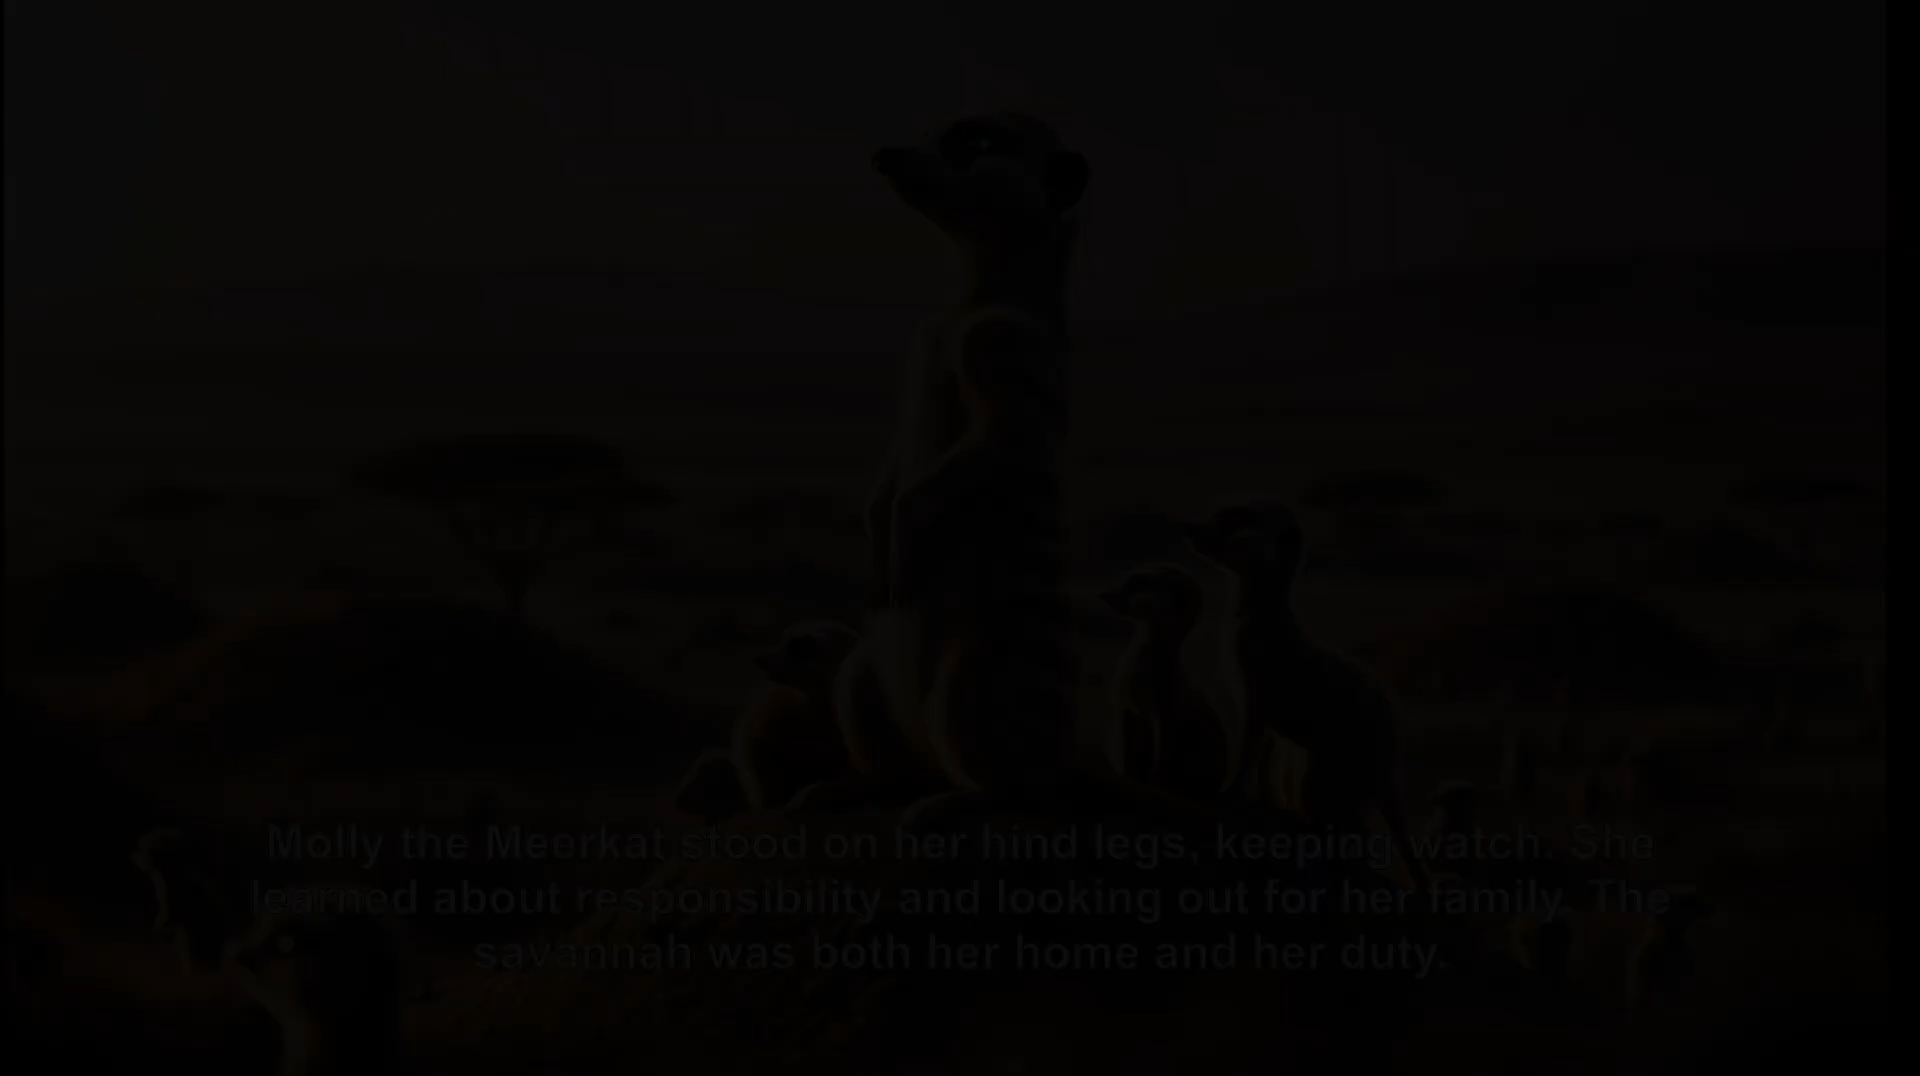 Molly the Meerkat stood on her hind legs, keeping watch. She
learned about responsibility and looking out for her family. The
savannah was both her home and her duty.